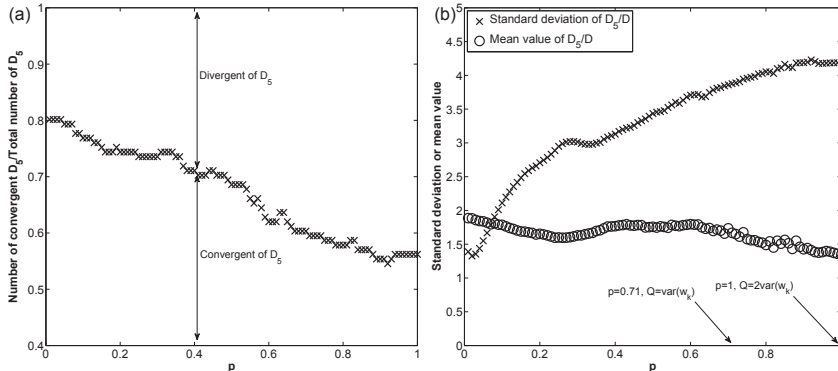 (a)
Number of convergent D5/Total number of D5
1
0.9
0.8
0.7
0.6
0.5
0.4
Divergent of D5
Convergent of D5
0
0.2
0.4
0.6
0.8
1
p
(b)
Standard deviation or mean value
5
4.5
4
3.5
3
2.5
2
1.5
1
0.5
0
Standard deviation of D5/D
Mean value of D5/D
p=0.71, Q=var(wk)
p=1, Q=2var(wk)
0
0.2
0.4
0.6
0.8
p